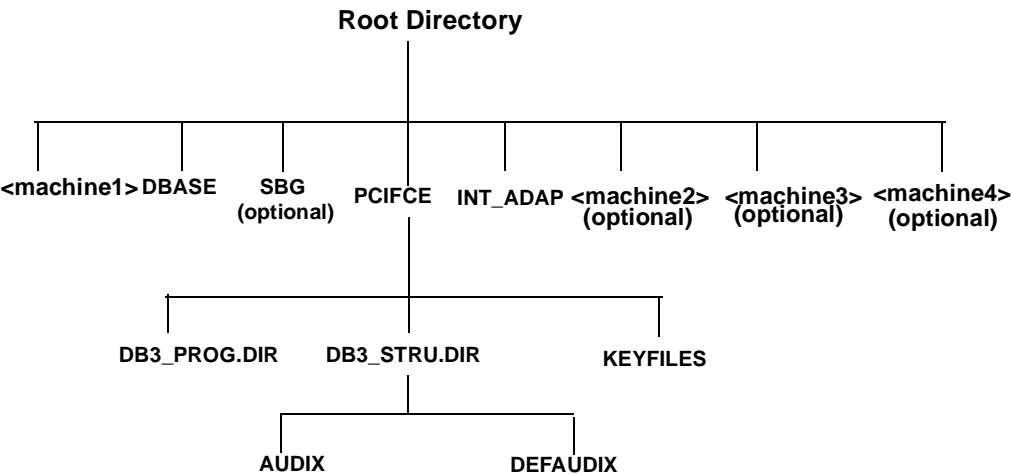 Root Directory
<machine1> DBASE SBG PCIFCE INT_ADAP <machine2> <machine3> <machine4>
(optional) (optional) (optional) (optional)
DB3_PROG.DIR DB3_STRU.DIR KEYFILES
AUDIX DEFAUDIX